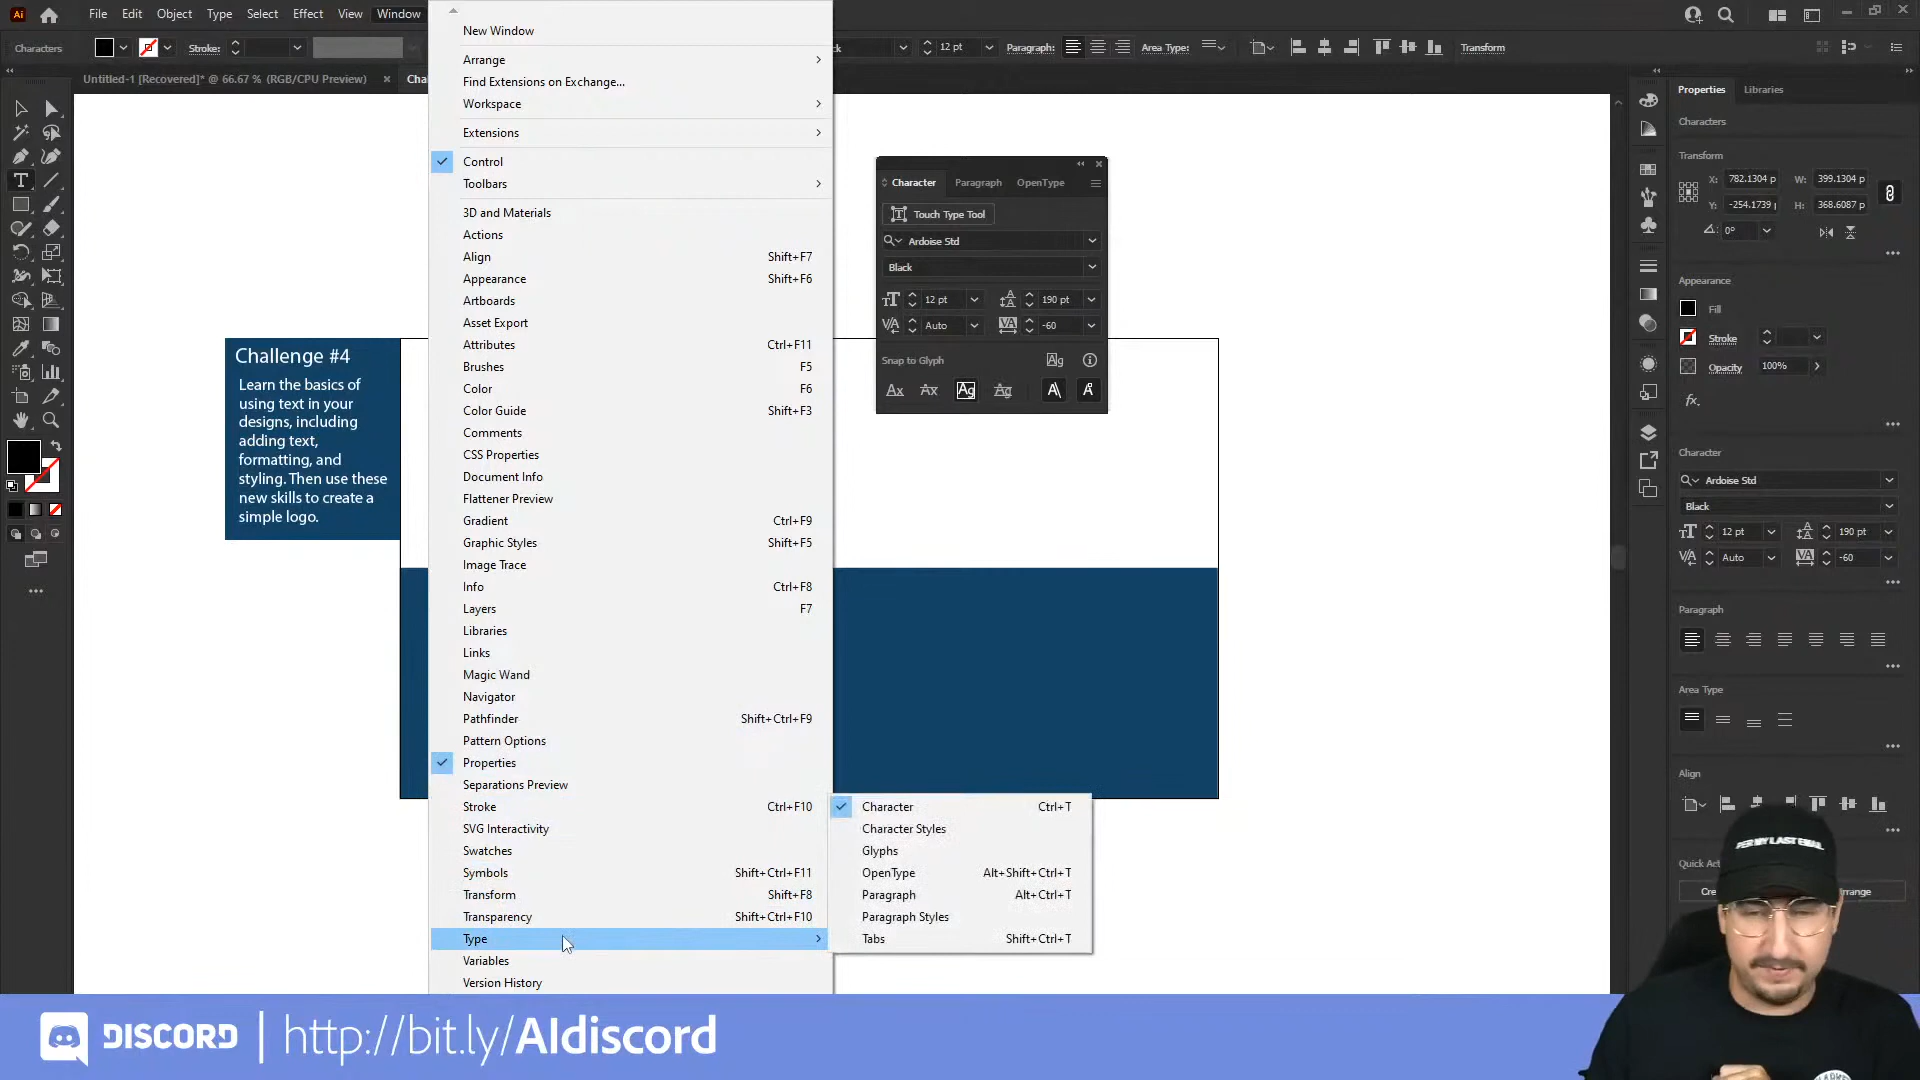 Ai File Edit Object Type Select Effect View Window
Characters Stroke: 12 pt Paragraph: Area Type: Transform
Untitled-1 [Recovered]* @ 66.67 % (RGB/CPU Preview)
New Window
Arrange
Find Extensions on Exchange...
Workspace
Extensions
Control
Toolbars
3D and Materials
Actions
Align Shift+F7
Appearance Shift+F6
Artboards
Asset Export
Attributes Ctrl+F11
Brushes F5
Color F6
Color Guide Shift+F3
Comments
CSS Properties
Document Info
Flattener Preview
Gradient Ctrl+F9
Graphic Styles Shift+F5
Image Trace
Info Ctrl+F8
Layers F7
Libraries
Links
Magic Wand
Navigator
Pathfinder Shift+Ctrl+F9
Pattern Options
Properties
Separations Preview
Stroke Ctrl+F10
SVG Interactivity
Swatches
Symbols Shift+Ctrl+F11
Transform Shift+F8
Transparency Shift+Ctrl+F10
Type
Variables
Version History
Character Ctrl+T
Character Styles
Glyphs
OpenType Alt+Shift+Ctrl+T
Paragraph Alt+Ctrl+T
Paragraph Styles
Tabs Shift+Ctrl+T
Challenge #4
Learn the basics of
using text in your
designs, including
adding text,
formatting, and
styling. Then use these
new skills to create a
simple logo.
Character Paragraph OpenType
Touch Type Tool
Ardoise Std
Black
12 pt 190 pt
Auto -60
Snap to Glyph
Properties Libraries
Characters
Transform
X: 782.1304 p W: 399.1304 p
Y: -254.1739 H: 368.6087 p
0°
Appearance
Fill
Stroke
Opacity 100%
fx.
Character
Ardoise Std
Black
12 pt 190 pt
Auto -60
Paragraph
Area Type
Align
Quick Act
PER MY LAST EMAIL
DISCORD | http://bit.ly/AIdiscord